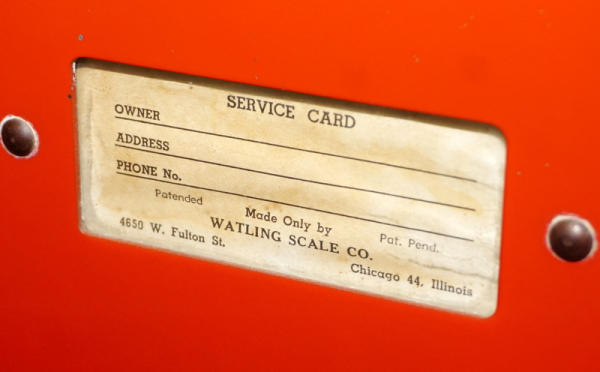 SERVICE CARD
OWNER
ADDRESS
PHONE No.
Patented Made Only by Pat. Pend.
WATLING SCALE CO.
4650 W. Fulton St. Chicago 44, Illinois